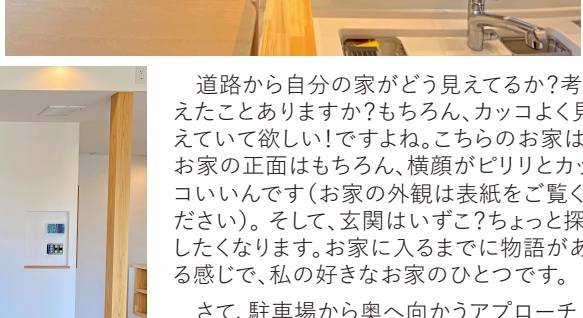 道路から自分の家がどう見えてるか?考
えたことありますか?もちろん、カッコよく見
えていて欲しい!ですよね。こちらのお家は
お家の正面はもちろん、横顔がピリリとカッ
コいいんです(お家の外観は表紙をご覧く
ださい)。そして、玄関はいずこ?ちょっと探
したくなります。お家に入るまでに物語があ
る感じで、私の好きなお家のひとつです。
さて、駐車場から奥へ向かうアプローチ